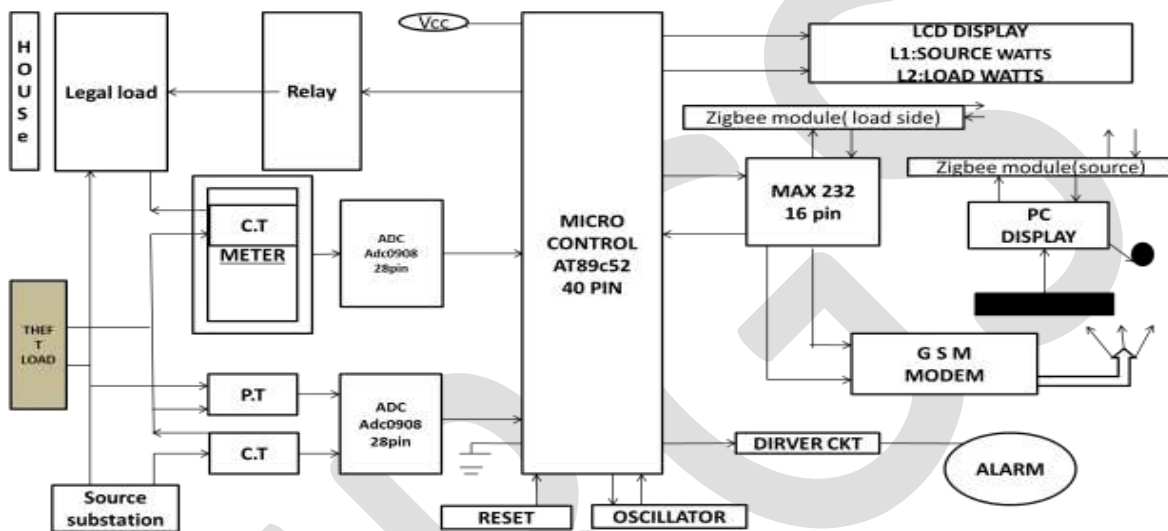 HOUSe
Legal load
Relay
Vcc
LCD DISPLAY
L1:SOURCE WATTS
L2:LOAD WATTS
Zigbee module( load side)
Zigbee module(source)
MAX 232
16 pin
PC
DISPLAY
C.T
METER
ADC
Adc0908
28pin
MICRO
CONTROL
AT89c52
40 PIN
THEF
T
LOAD
P.T
C.T
ADC
Adc0908
28pin
G S M
MODEM
DIRVER CKT
ALARM
Source
substation
RESET
OSCILLATOR